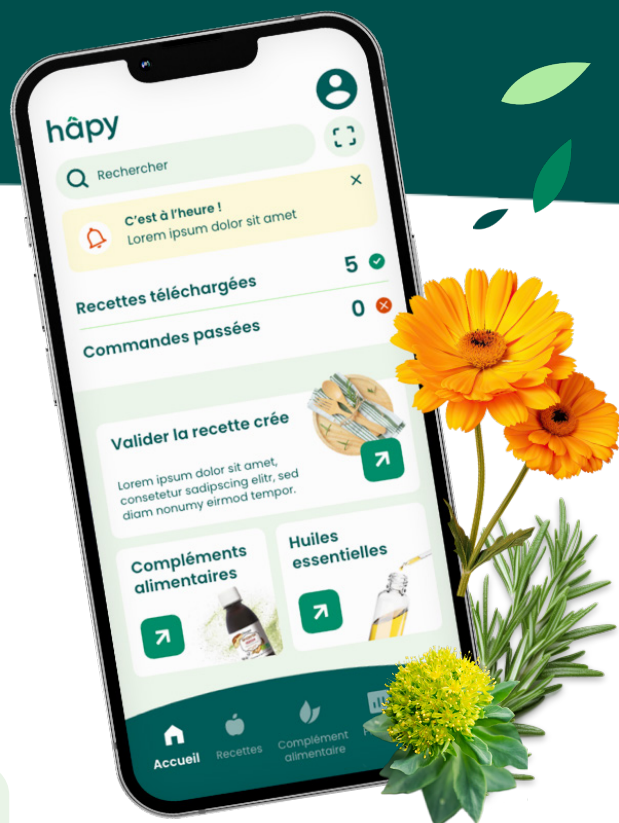 hâpy
Rechercher
C'est à l'heure !
Lorem ipsum dolor sit amet
Recettes téléchargées 5
Commandes passées 0
Valider la recette crée
Lorem ipsum dolor sit amet,
consetetur sadipscing elitr, sed
diam nonumy eirmod tempor.
Compléments
alimentaires
Huiles
essentielles
Accueil
Recettes
Complément
alimentaire